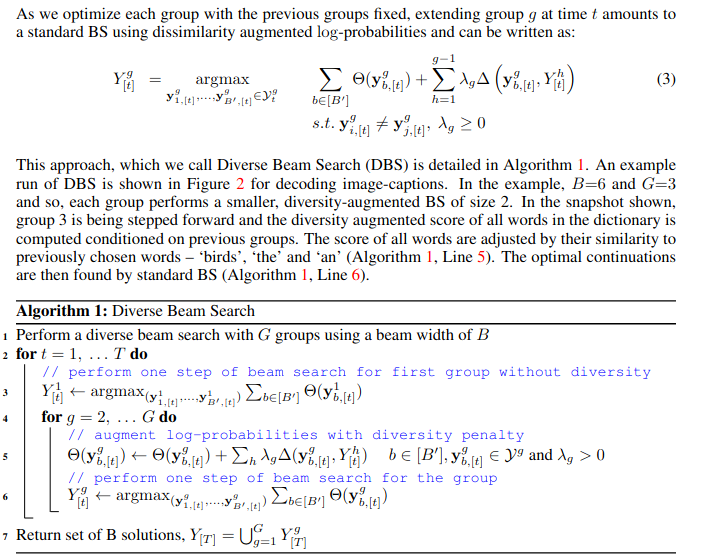 As we optimize each group with the previous groups fixed, extending group g at time t amounts to
a standard BS using dissimilarity augmented log-probabilities and can be written as:
Y^g_{[t]} = argmax_{y^g_{1,[t]},...,y^g_{B′,[t]}∈𝒴^g_t} ∑_{b∈[B′]} Θ(y^g_{b,[t]}) + ∑_{h=1}^{g−1} λ_g Δ(y^g_{b,[t]}, Y^h_{[t]}) (3)
s.t. y^g_{i,[t]} ≠ y^g_{j,[t]}, λ_g ≥ 0
This approach, which we call Diverse Beam Search (DBS) is detailed in Algorithm 1. An example
run of DBS is shown in Figure 2 for decoding image-captions. In the example, B=6 and G=3
and so, each group performs a smaller, diversity-augmented BS of size 2. In the snapshot shown,
group 3 is being stepped forward and the diversity augmented score of all words in the dictionary is
computed conditioned on previous groups. The score of all words are adjusted by their similarity to
previously chosen words – ‘birds’, ‘the’ and ‘an’ (Algorithm 1, Line 5). The optimal continuations
are then found by standard BS (Algorithm 1, Line 6).
Algorithm 1: Diverse Beam Search
1 Perform a diverse beam search with G groups using a beam width of B
2 for t = 1, ... T do
// perform one step of beam search for first group without diversity
3 Y^1_{[t]} ← argmax_{(y^1_{1,[t]},...,y^1_{B′,[t]})} ∑_{b∈[B′]} Θ(y^1_{b,[t]})
4 for g = 2, ... G do
// augment log-probabilities with diversity penalty
5 Θ(y^g_{b,[t]}) ← Θ(y^g_{b,[t]}) + ∑_h λ_g Δ(y^g_{b,[t]}, Y^h_{[t]}) b ∈ [B′], y^g_{b,[t]} ∈ 𝒴^g and λ_g > 0
// perform one step of beam search for the group
6 Y^g_{[t]} ← argmax_{(y^g_{1,[t]},...,y^g_{B′,[t]})} ∑_{b∈[B′]} Θ(y^g_{b,[t]})
7 Return set of B solutions, Y_{[T]} = ⋃_{g=1}^{G} Y^g_{[T]}